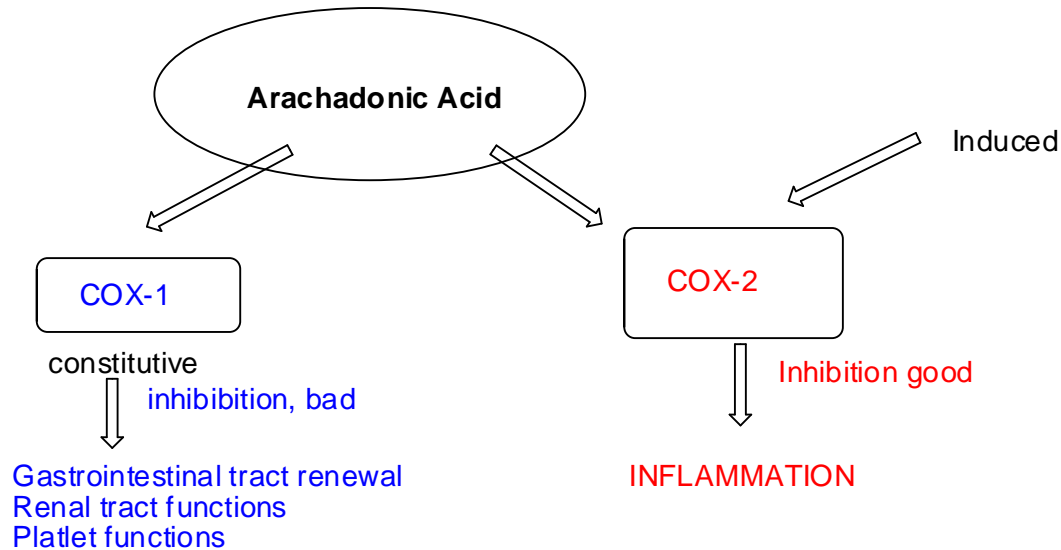 Arachadonic Acid
Induced
COX-1
COX-2
constitutive
inhibibition, bad
Inhibition good
Gastrointestinal tract renewal
Renal tract functions
Platlet functions
INFLAMMATION